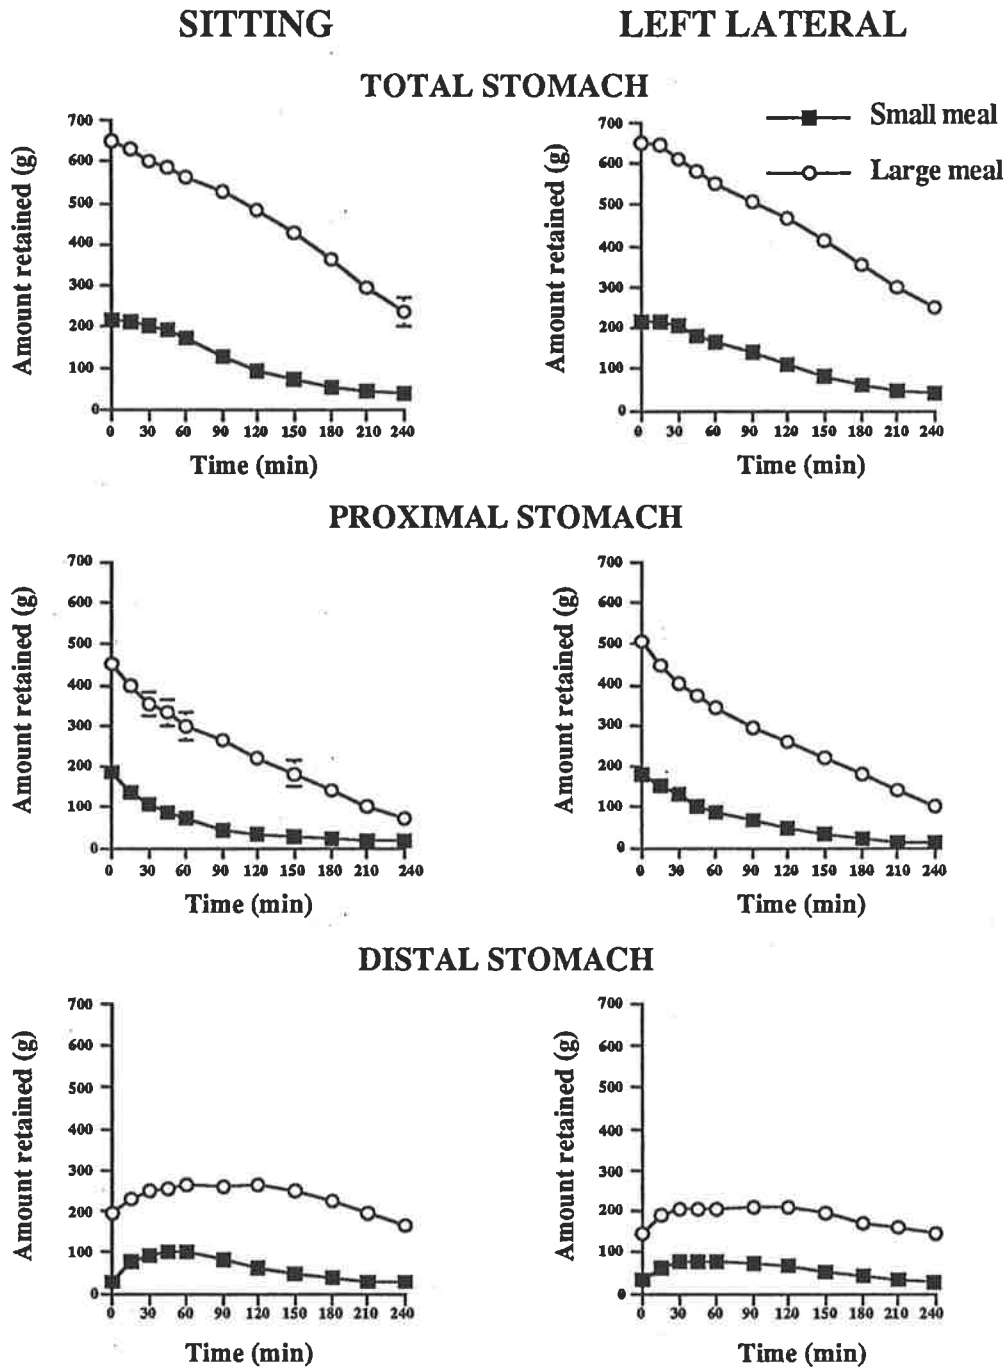 SITTING LEFT LATERAL
TOTAL STOMACH
Small meal
Large meal
Amount retained (g)
700
600
500
400
300
200
100
0
0 30 60 90 120 150 180 210 240
Time (min)
Amount retained (g)
700
600
500
400
300
200
100
0
0 30 60 90 120 150 180 210 240
Time (min)
PROXIMAL STOMACH
Amount retained (g)
700
600
500
400
300
200
100
0
0 30 60 90 120 150 180 210 240
Time (min)
Amount retained (g)
700
600
500
400
300
200
100
0
0 30 60 90 120 150 180 210 240
Time (min)
DISTAL STOMACH
Amount retained (g)
700
600
500
400
300
200
100
0
0 30 60 90 120 150 180 210 240
Time (min)
Amount retained (g)
700
600
500
400
300
200
100
0
0 30 60 90 120 150 180 210 240
Time (min)